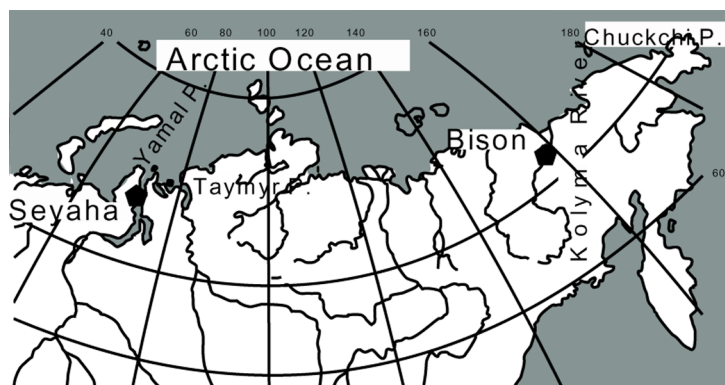 40 60 80 100 120 140 160 180
Chuckchi P.
Arctic Ocean
Yamal P.
Bison
Kolyma River
Taymyr P.
Seyaha
60